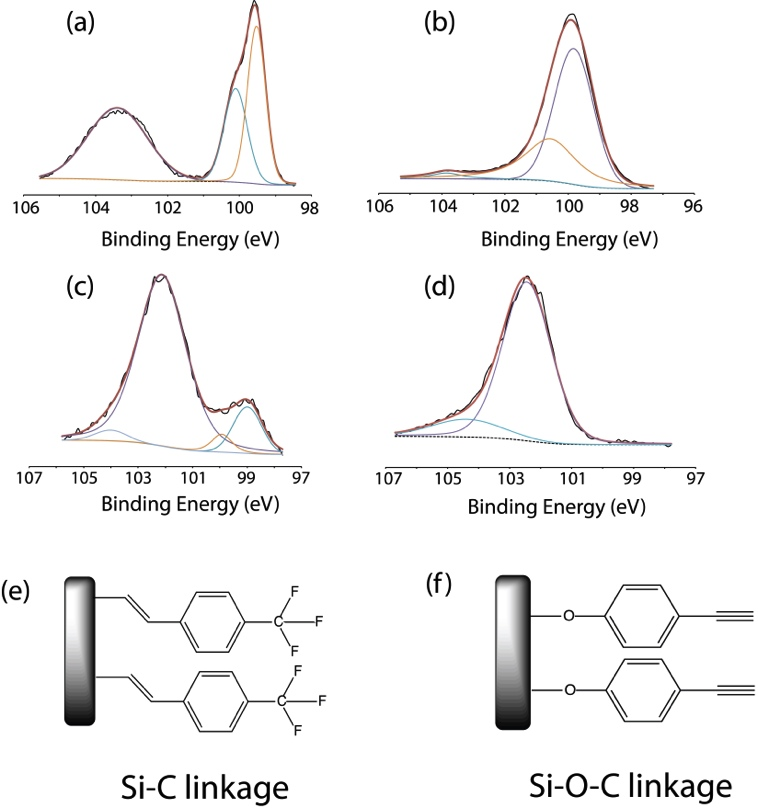 (a)
106 104 102 100 98
Binding Energy (eV)
(b)
106 104 102 100 98 96
Binding Energy (eV)
(c)
107 105 103 101 99 97
Binding Energy (eV)
(d)
107 105 103 101 99 97
Binding Energy (eV)
(e)
F
C F
F
F
C F
F
Si-C linkage
(f)
O
O
Si-O-C linkage